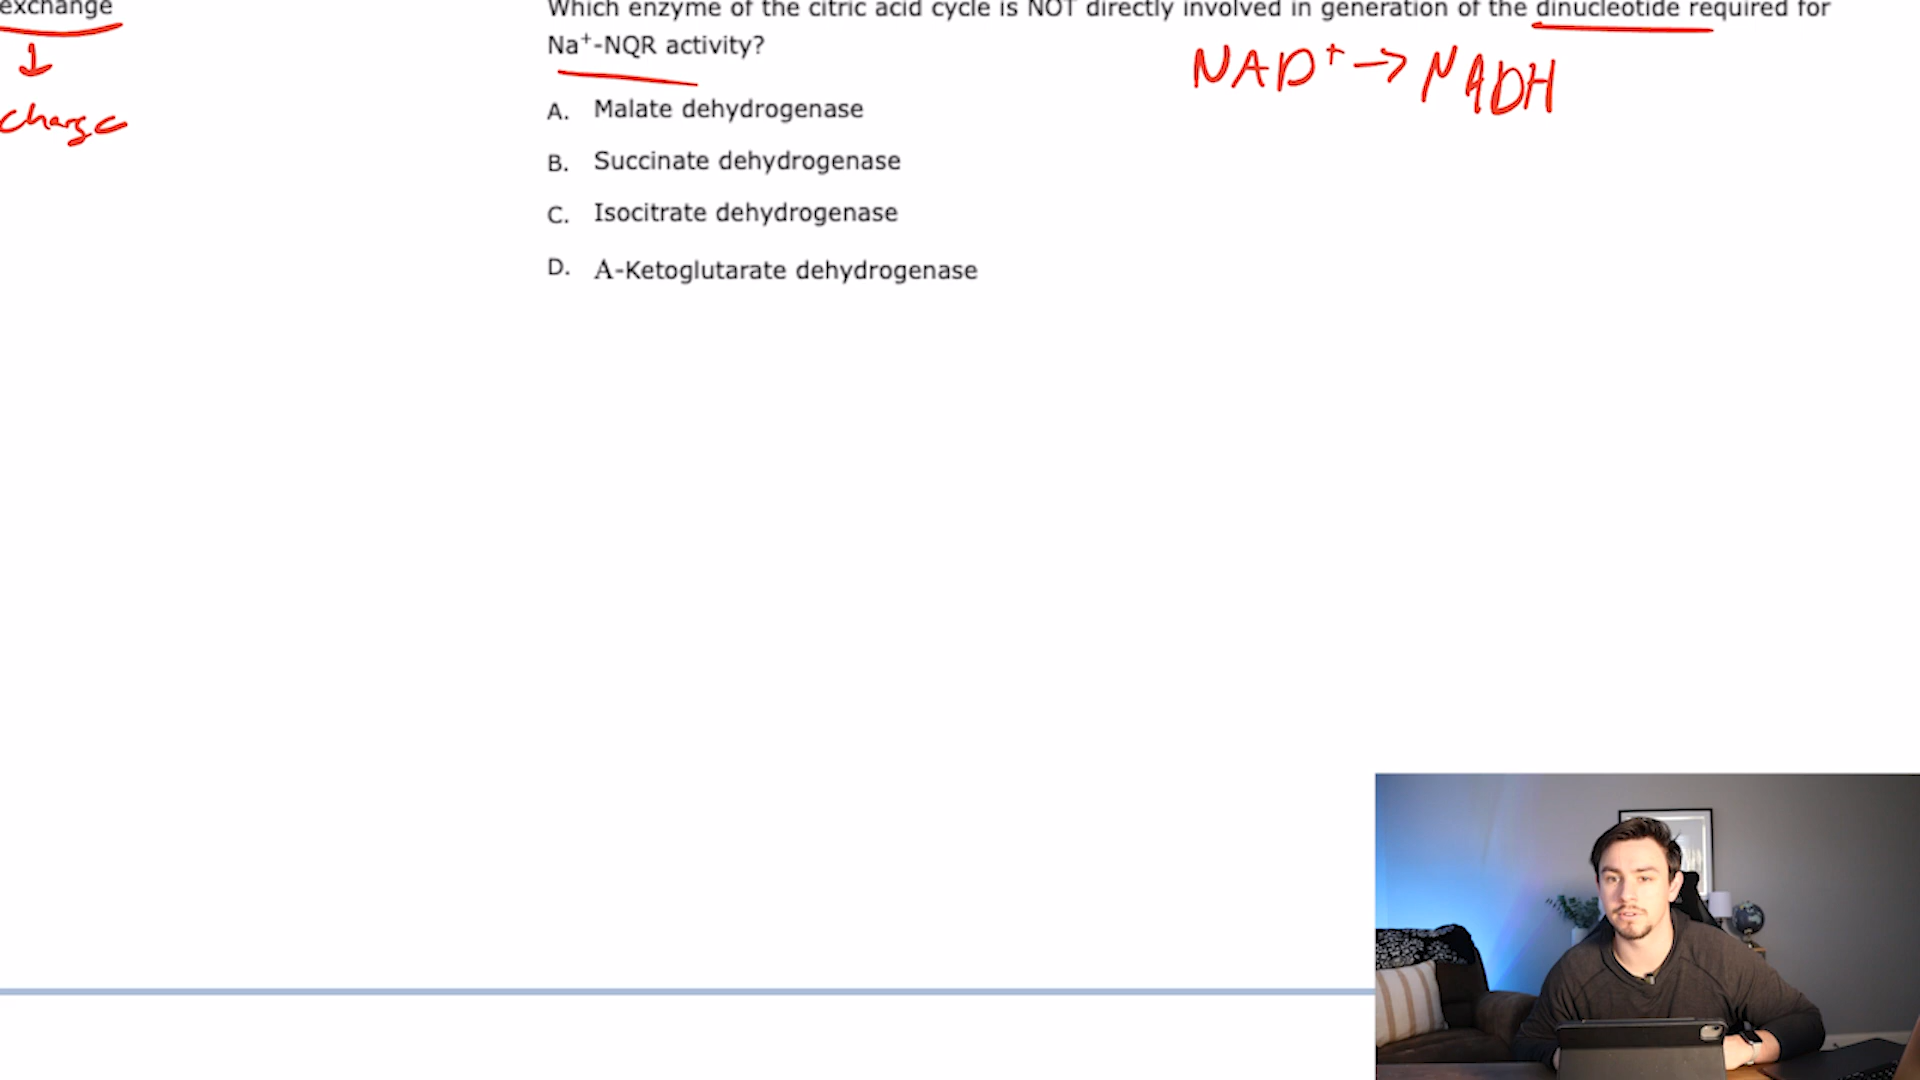 exchange
↓
charge
Which enzyme of the citric acid cycle is NOT directly involved in generation of the dinucleotide required for
Na⁺-NQR activity?
NAD⁺ → NADH
A. Malate dehydrogenase
B. Succinate dehydrogenase
C. Isocitrate dehydrogenase
D. A-Ketoglutarate dehydrogenase